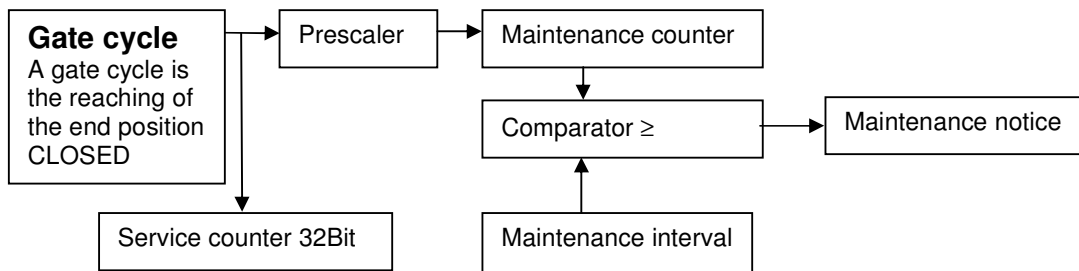 Gate cycle
A gate cycle is
the reaching of
the end position
CLOSED
Prescaler
Maintenance counter
Comparator ≥
Maintenance notice
Service counter 32Bit
Maintenance interval